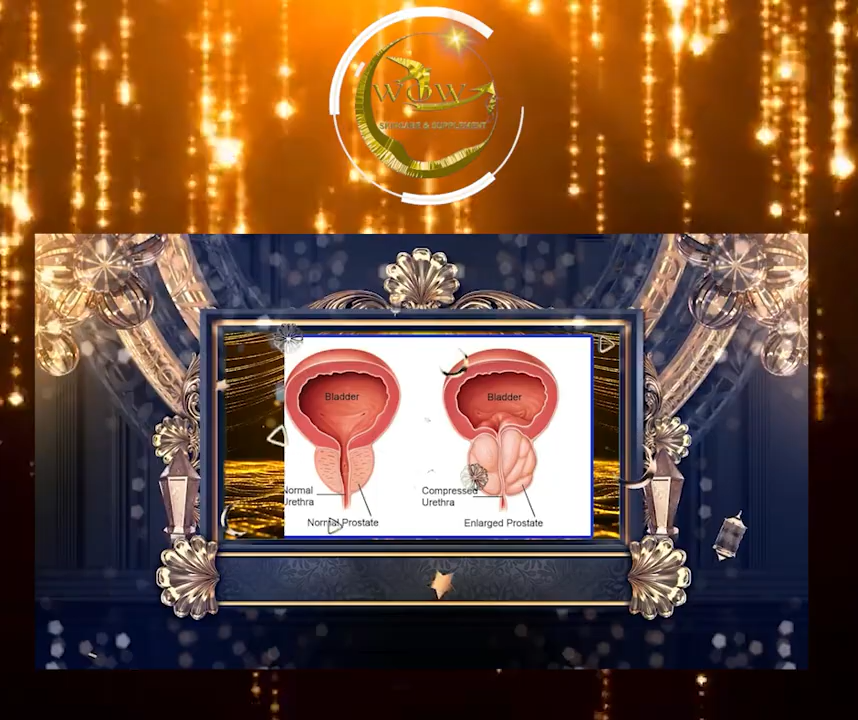 WOW
SKINCARE & SUPPLEMENT
Bladder
Bladder
Normal
Urethra
Compressed
Urethra
Normal Prostate
Enlarged Prostate